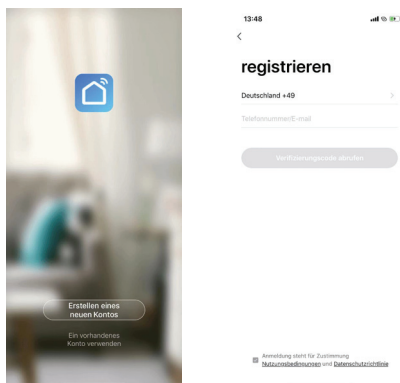 Erstellen eines
neuen Kontos
Ein vorhandenes
Konto verwenden
13:48
registrieren
Deutschland +49
Telefonnummer/E-mail
Verifizierungscode abrufen
Anmeldung steht für Zustimmung
Nutzungsbedingungen und Datenschutzrichtlinie